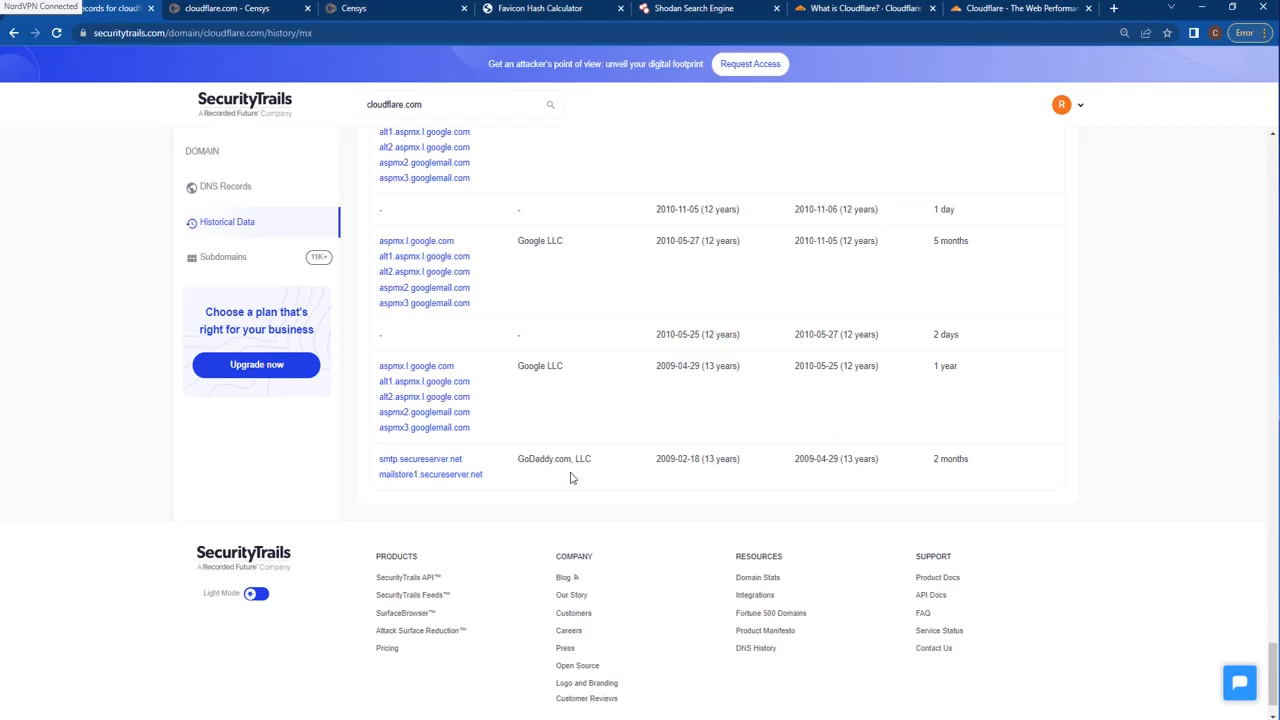 NordVPN Connected
records for cloudf
cloudflare.com - Censys
Censys
Favicon Hash Calculator
Shodan Search Engine
What is Cloudflare? | Cloudflare
Cloudflare - The Web Performan
securitytrails.com/domain/cloudflare.com/history/mx
C
Error
Get an attacker's point of view: unveil your digital footprint
Request Access
SecurityTrails
A Recorded Future® Company
cloudflare.com
R
DOMAIN
DNS Records
Historical Data
Subdomains
11K+
Choose a plan that's
right for your business
Upgrade now
alt1.aspmx.l.google.com
alt2.aspmx.l.google.com
aspmx2.googlemail.com
aspmx3.googlemail.com
- - 2010-11-05 (12 years) 2010-11-06 (12 years) 1 day
aspmx.l.google.com Google LLC 2010-05-27 (12 years) 2010-11-05 (12 years) 5 months
alt1.aspmx.l.google.com
alt2.aspmx.l.google.com
aspmx2.googlemail.com
aspmx3.googlemail.com
- - 2010-05-25 (12 years) 2010-05-27 (12 years) 2 days
aspmx.l.google.com Google LLC 2009-04-29 (13 years) 2010-05-25 (12 years) 1 year
alt1.aspmx.l.google.com
alt2.aspmx.l.google.com
aspmx2.googlemail.com
aspmx3.googlemail.com
smtp.secureserver.net GoDaddy.com, LLC 2009-02-18 (13 years) 2009-04-29 (13 years) 2 months
mailstore1.secureserver.net
SecurityTrails
A Recorded Future® Company
Light Mode
PRODUCTS
SecurityTrails API™
SecurityTrails Feeds™
SurfaceBrowser™
Attack Surface Reduction™
Pricing
COMPANY
Blog
Our Story
Customers
Careers
Press
Open Source
Logo and Branding
Customer Reviews
RESOURCES
Domain Stats
Integrations
Fortune 500 Domains
Product Manifesto
DNS History
SUPPORT
Product Docs
API Docs
FAQ
Service Status
Contact Us